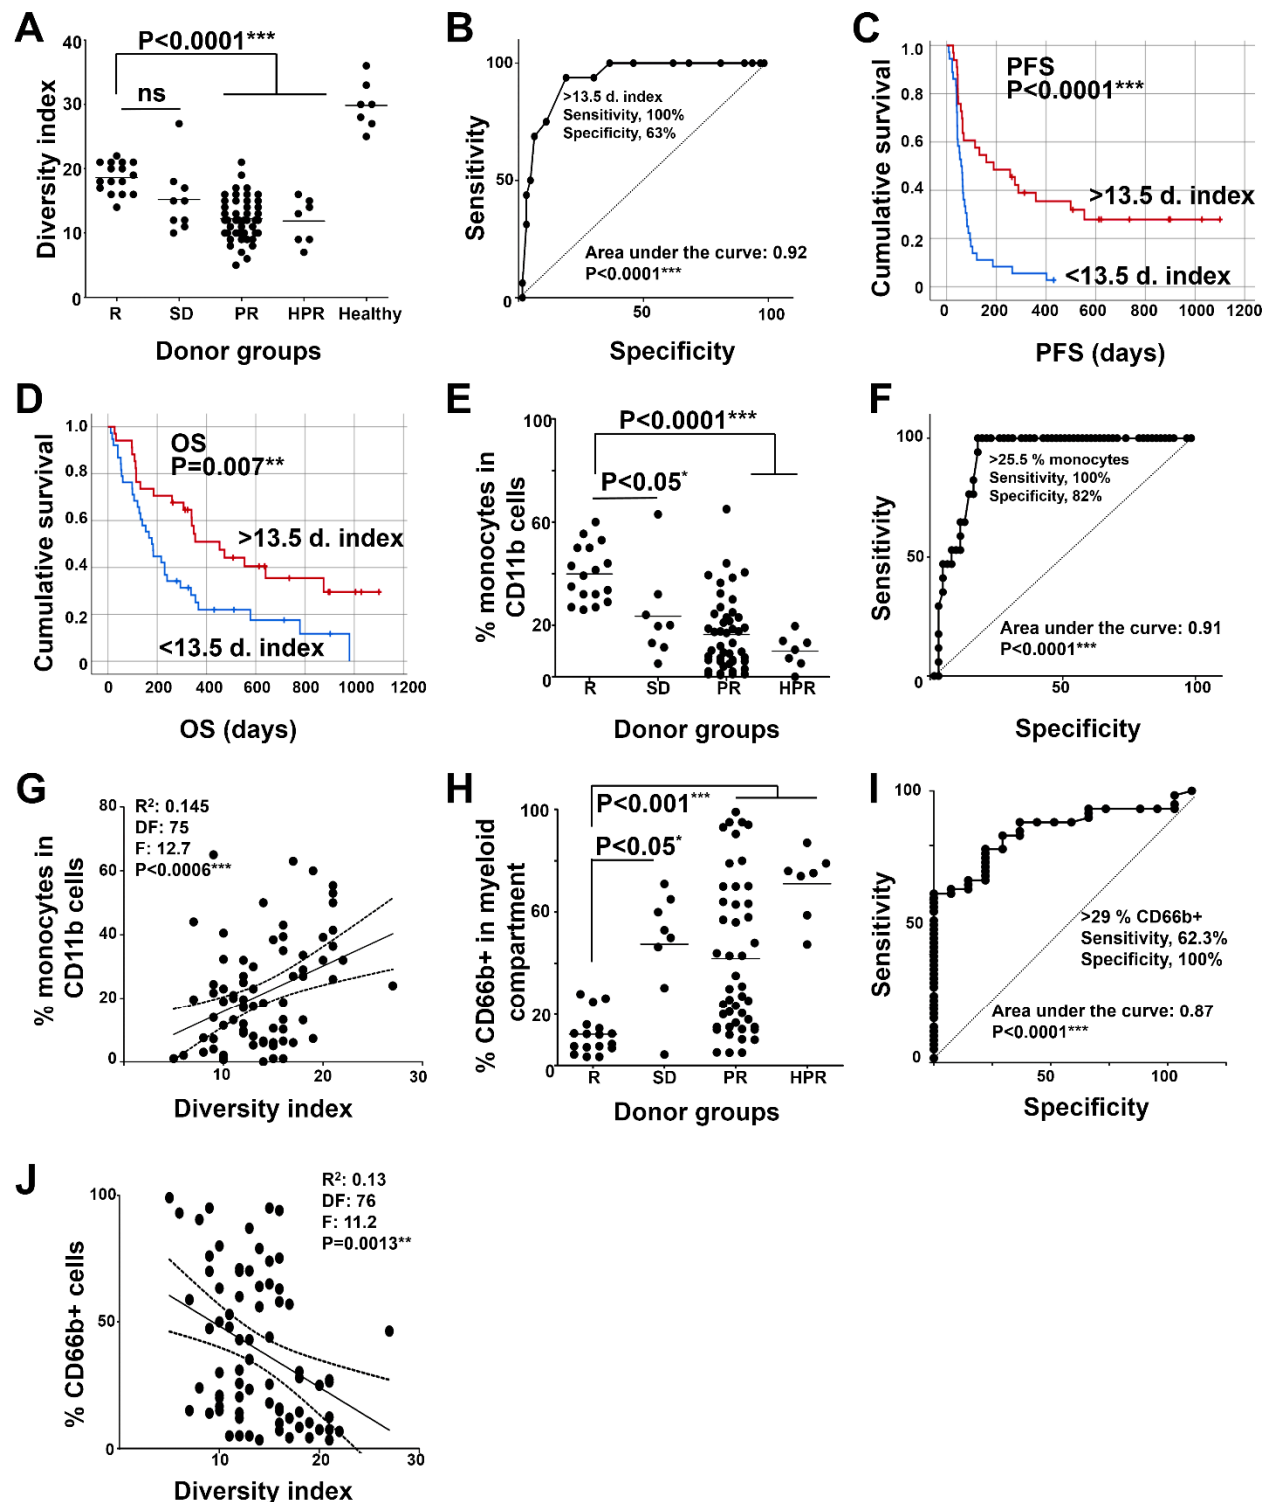 A
P<0.0001***
ns
40
30
20
10
0
Diversity index
R SD PR HPR Healthy
Donor groups
B
100
50
0
Sensitivity
>13.5 d. index
Sensitivity, 100%
Specificity, 63%
Area under the curve: 0.92
P<0.0001***
50 100
Specificity
C
1.0
0.8
0.6
0.4
0.2
0
Cumulative survival
PFS
P<0.0001***
>13.5 d. index
<13.5 d. index
0 200 400 600 800 1000 1200
PFS (days)
D
1.0
0.8
0.6
0.4
0.2
0
Cumulative survival
OS
P=0.007**
>13.5 d. index
<13.5 d. index
0 200 400 600 800 1000 1200
OS (days)
E
100
60
20
0
% monocytes in
CD11b cells
P<0.0001***
P<0.05*
R SD PR HPR
Donor groups
F
100
50
0
Sensitivity
>25.5 % monocytes
Sensitivity, 100%
Specificity, 82%
Area under the curve: 0.91
P<0.0001***
50 100
Specificity
G
80
60
40
20
0
% monocytes in
CD11b cells
R²: 0.145
DF: 75
F: 12.7
P<0.0006***
10 20 30
Diversity index
H
100
60
20
0
% CD66b+ in myeloid
compartment
P<0.001***
P<0.05*
R SD PR HPR
Donor groups
I
100
50
0
Sensitivity
>29 % CD66b+
Sensitivity, 62.3%
Specificity, 100%
Area under the curve: 0.87
P<0.0001***
50 100
Specificity
J
100
50
0
% CD66b+ cells
R²: 0.13
DF: 76
F: 11.2
P=0.0013**
10 20 30
Diversity index